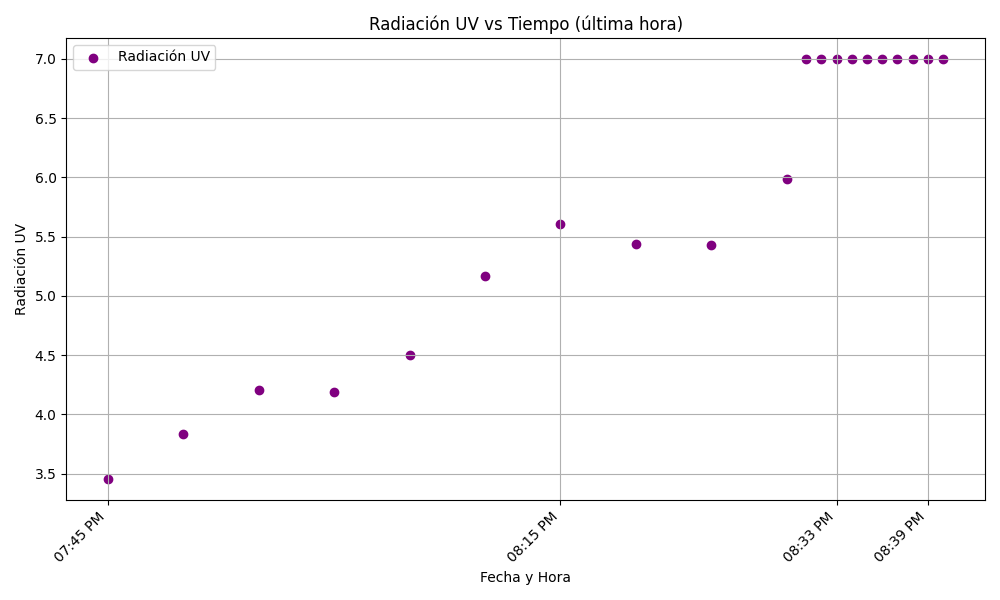 Radiación UV vs Tiempo (última hora)
Radiación UV
7.0
6.5
6.0
5.5
5.0
4.5
4.0
3.5
Radiación UV
07:45 PM
08:15 PM
08:33 PM
08:39 PM
Fecha y Hora